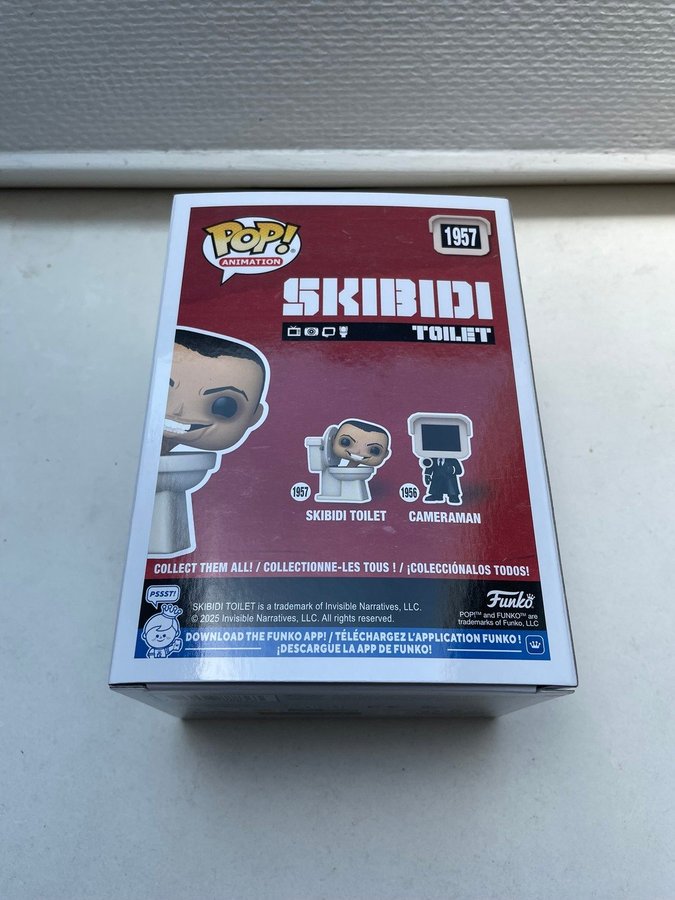 POP!
ANIMATION
1957
SKIBIDI
TOILET
1957
SKIBIDI TOILET
1956
CAMERAMAN
COLLECT THEM ALL! / COLLECTIONNE-LES TOUS ! / ¡COLECCIÓNALOS TODOS!
PSSST!
SKIBIDI TOILET is a trademark of Invisible Narratives, LLC.
© 2025 Invisible Narratives, LLC. All rights reserved.
Funko
POP!™ and FUNKO™ are
trademarks of Funko, LLC
DOWNLOAD THE FUNKO APP! / TÉLÉCHARGEZ L'APPLICATION FUNKO !
¡DESCARGUE LA APP DE FUNKO!